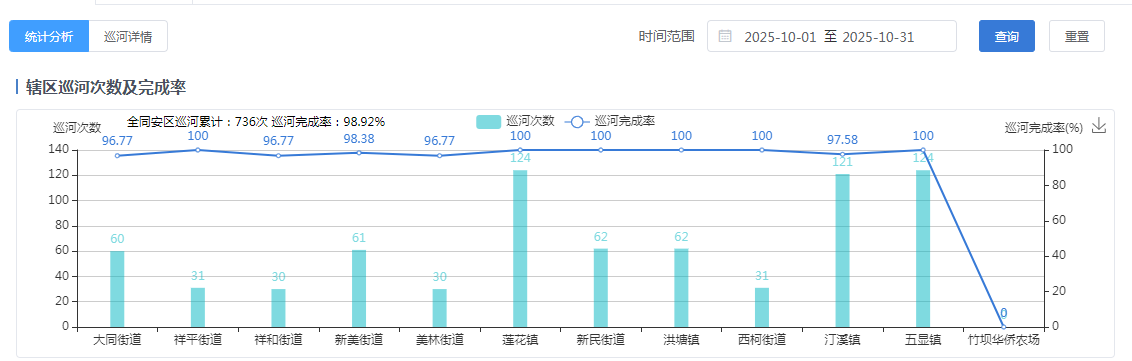 统计分析 巡河详情 时间范围 2025-10-01 至 2025-10-31 查询 重置
辖区巡河次数及完成率
全同安区巡河累计：736次 巡河完成率：98.92% 巡河次数 巡河完成率
巡河次数 巡河完成率(%)
96.77 100 96.77 98.38 96.77 100 100 100 100 97.58 100 0
140 120 100 80 60 40 20 0
60 31 30 61 30 124 62 62 31 121 124 0
100 80 60 40 20 0
大同街道 祥平街道 祥和街道 新美街道 美林街道 莲花镇 新民街道 洪塘镇 西柯街道 汀溪镇 五显镇 竹坝华侨农场